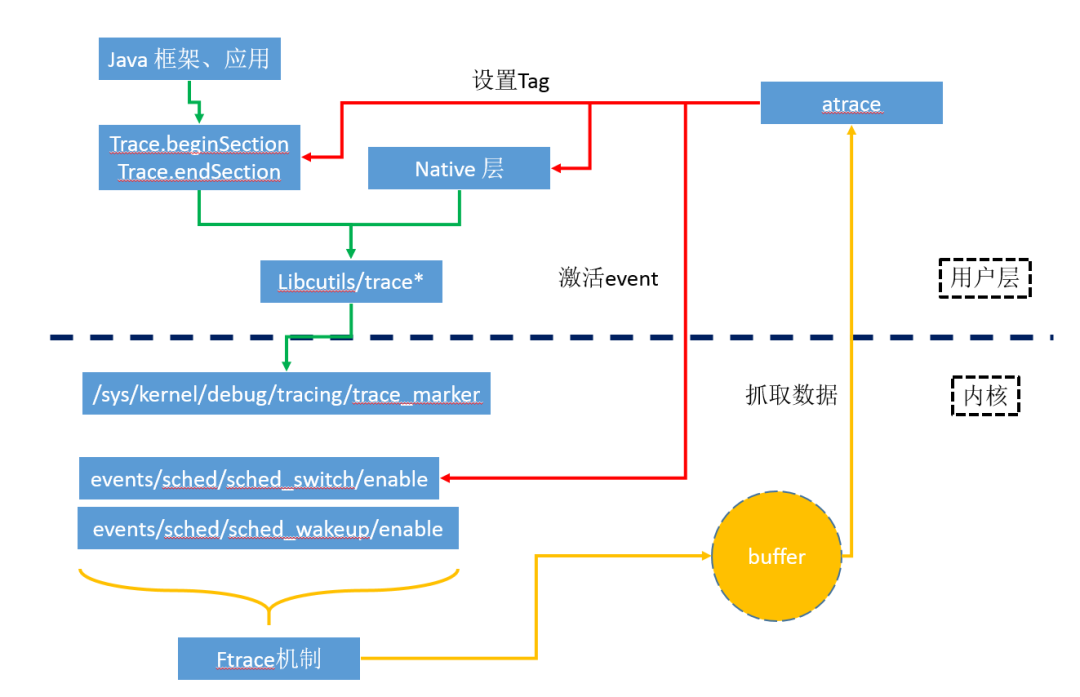 Java 框架、应用
设置Tag
atrace
Trace.beginSection
Trace.endSection
Native 层
Libcutils/trace*
激活event
用户层
/sys/kernel/debug/tracing/trace_marker
抓取数据
内核
events/sched/sched_switch/enable
events/sched/sched_wakeup/enable
buffer
Ftrace机制